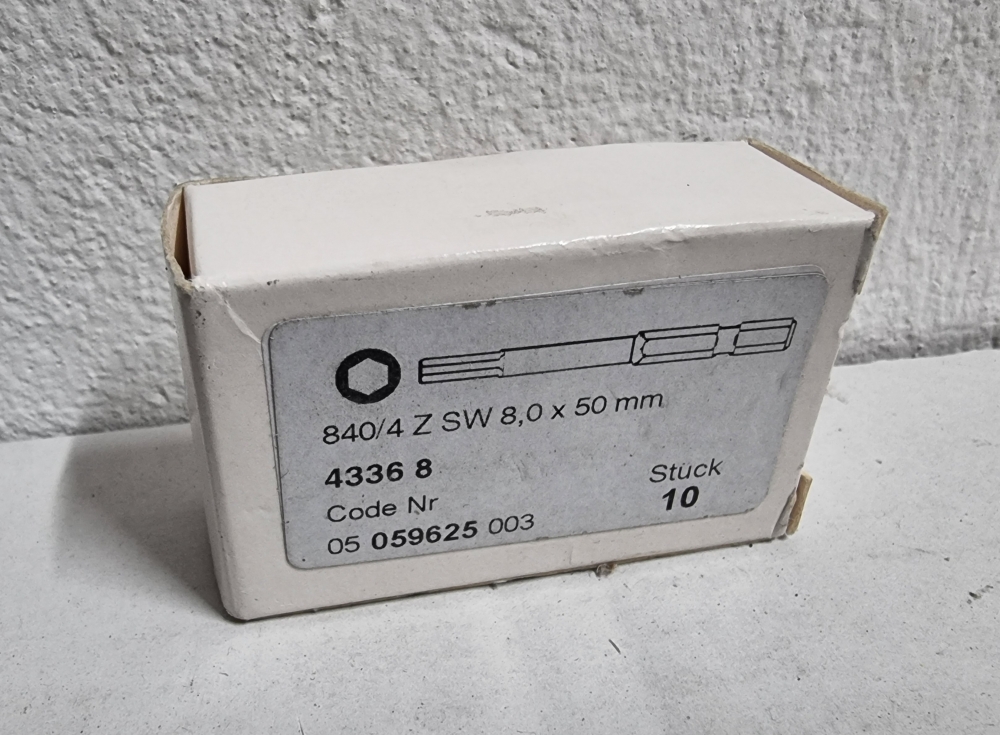 840/4 Z SW 8,0 x 50 mm
4336 8
Stück
Code Nr
10
05 059625 003